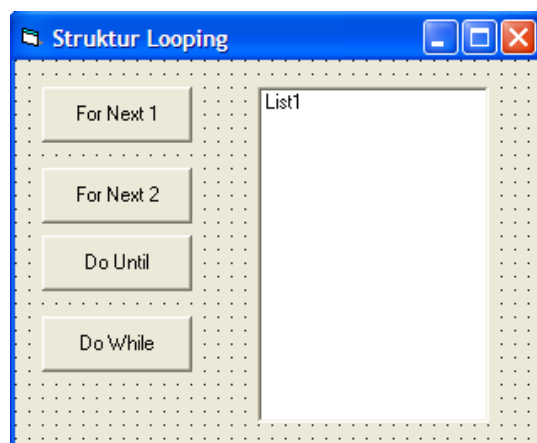 Struktur Looping
For Next 1
List1
For Next 2
Do Until
Do While